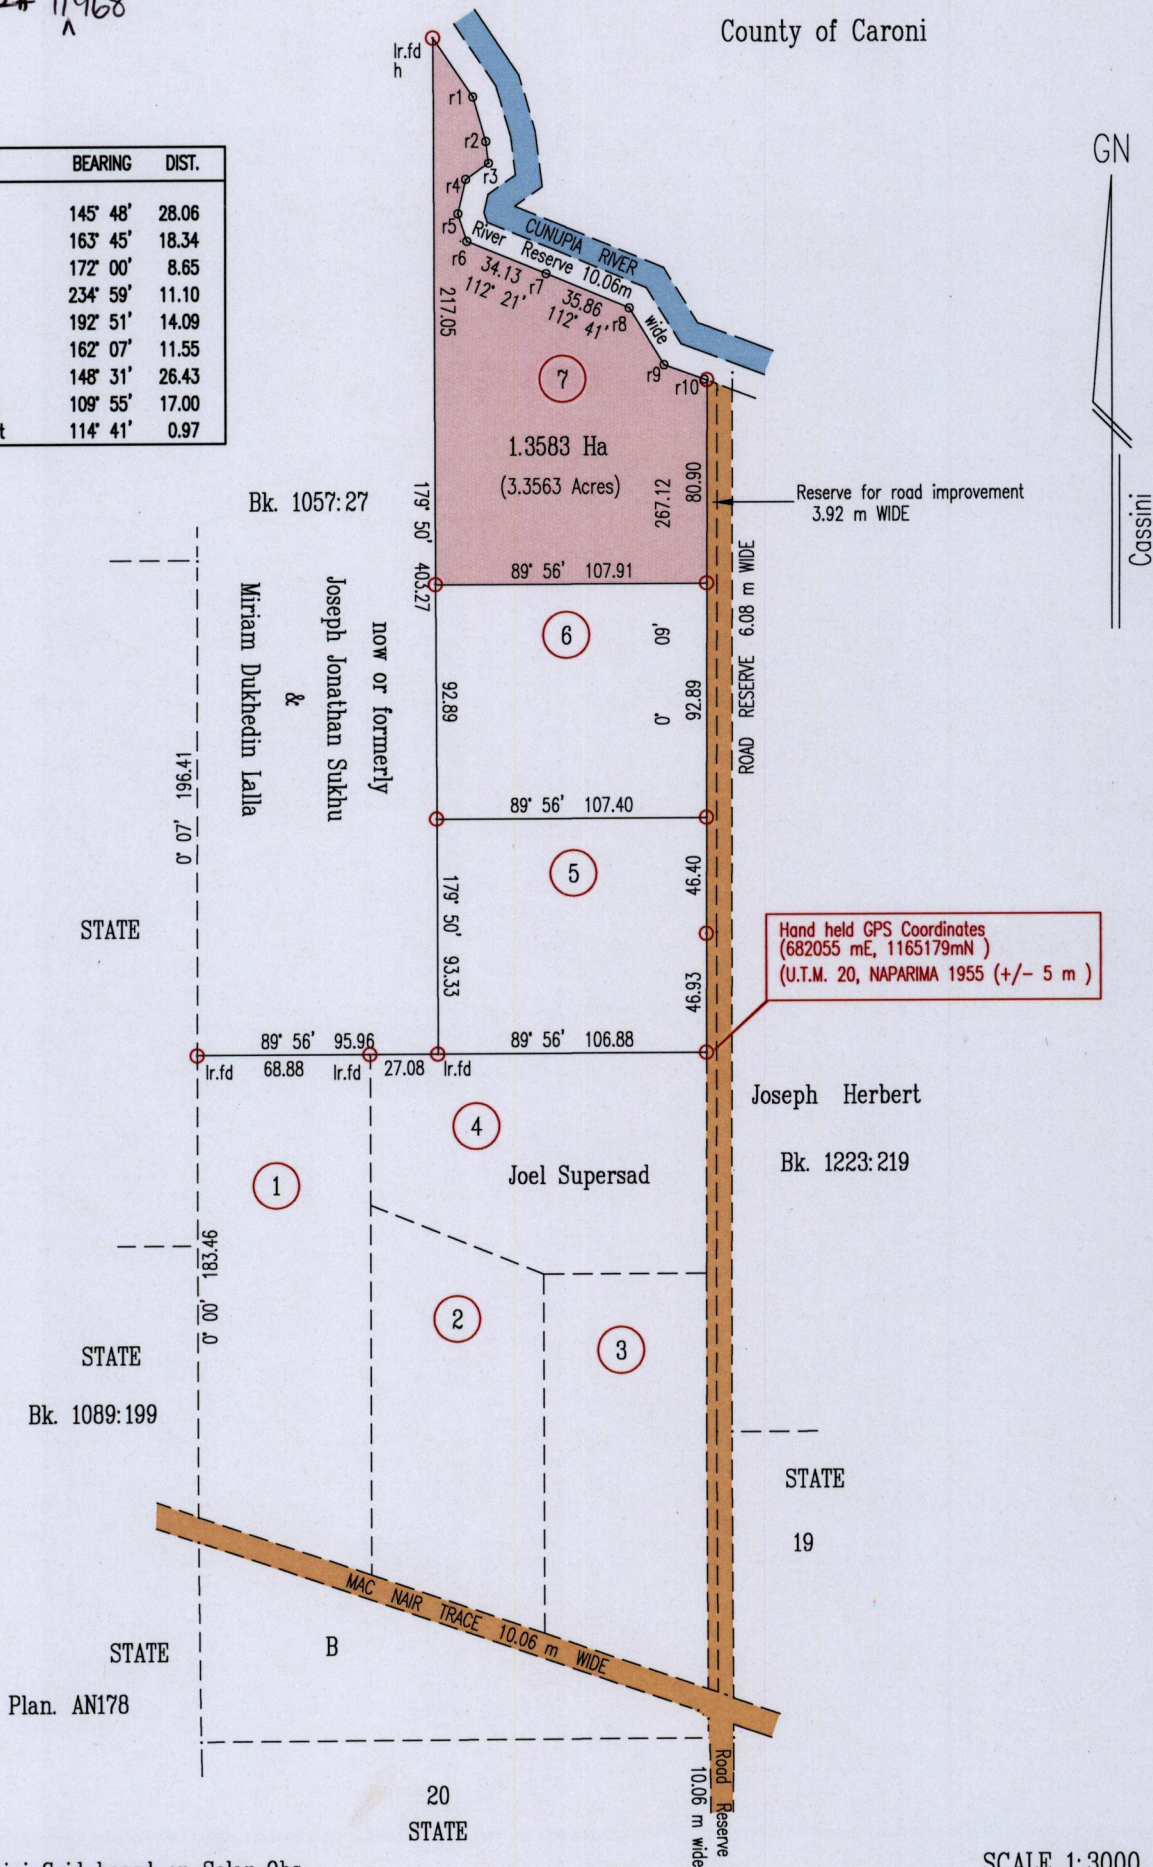 11968
County of Caroni
BEARING DIST.
145° 48' 28.06
163° 45' 18.34
172° 00' 8.65
234° 59' 11.10
192° 51' 14.09
162° 07' 11.55
148° 31' 26.43
109° 55' 17.00
114° 41' 0.97
Ir.fd
h
r1
r2
r3
r4
r5
r6
r7
r8
r9
r10
CUNUPIA RIVER
River Reserve 10.06m wide
34.13
112° 21'
35.86
112° 41'
217.05
GN
Cassini
7
1.3583 Ha
(3.3563 Acres)
267.12
80.90
Reserve for road improvement
3.92 m WIDE
Bk. 1057:27
179° 50' 403.27
89° 56' 107.91
ROAD RESERVE 6.08 m WIDE
now or formerly
Joseph Jonathan Sukhu
&
Miriam Dukhedin Lalla
6
0° 09'
92.89
92.89
0° 07' 196.41
89° 56' 107.40
5
46.40
179° 50' 93.33
46.93
STATE
Hand held GPS Coordinates
(682055 mE, 1165179mN )
(U.T.M. 20, NAPARIMA 1955 (+/- 5 m )
89° 56' 95.96
89° 56' 106.88
Ir.fd 68.88 Ir.fd 27.08 Ir.fd
Joseph Herbert
Bk. 1223:219
4
Joel Supersad
1
0° 00' 183.46
2
3
STATE
Bk. 1089:199
STATE
19
MAC NAIR TRACE 10.06 m WIDE
B
STATE
Plan. AN178
Road Reserve
10.06 m wide
20
STATE
SCALE 1:3000